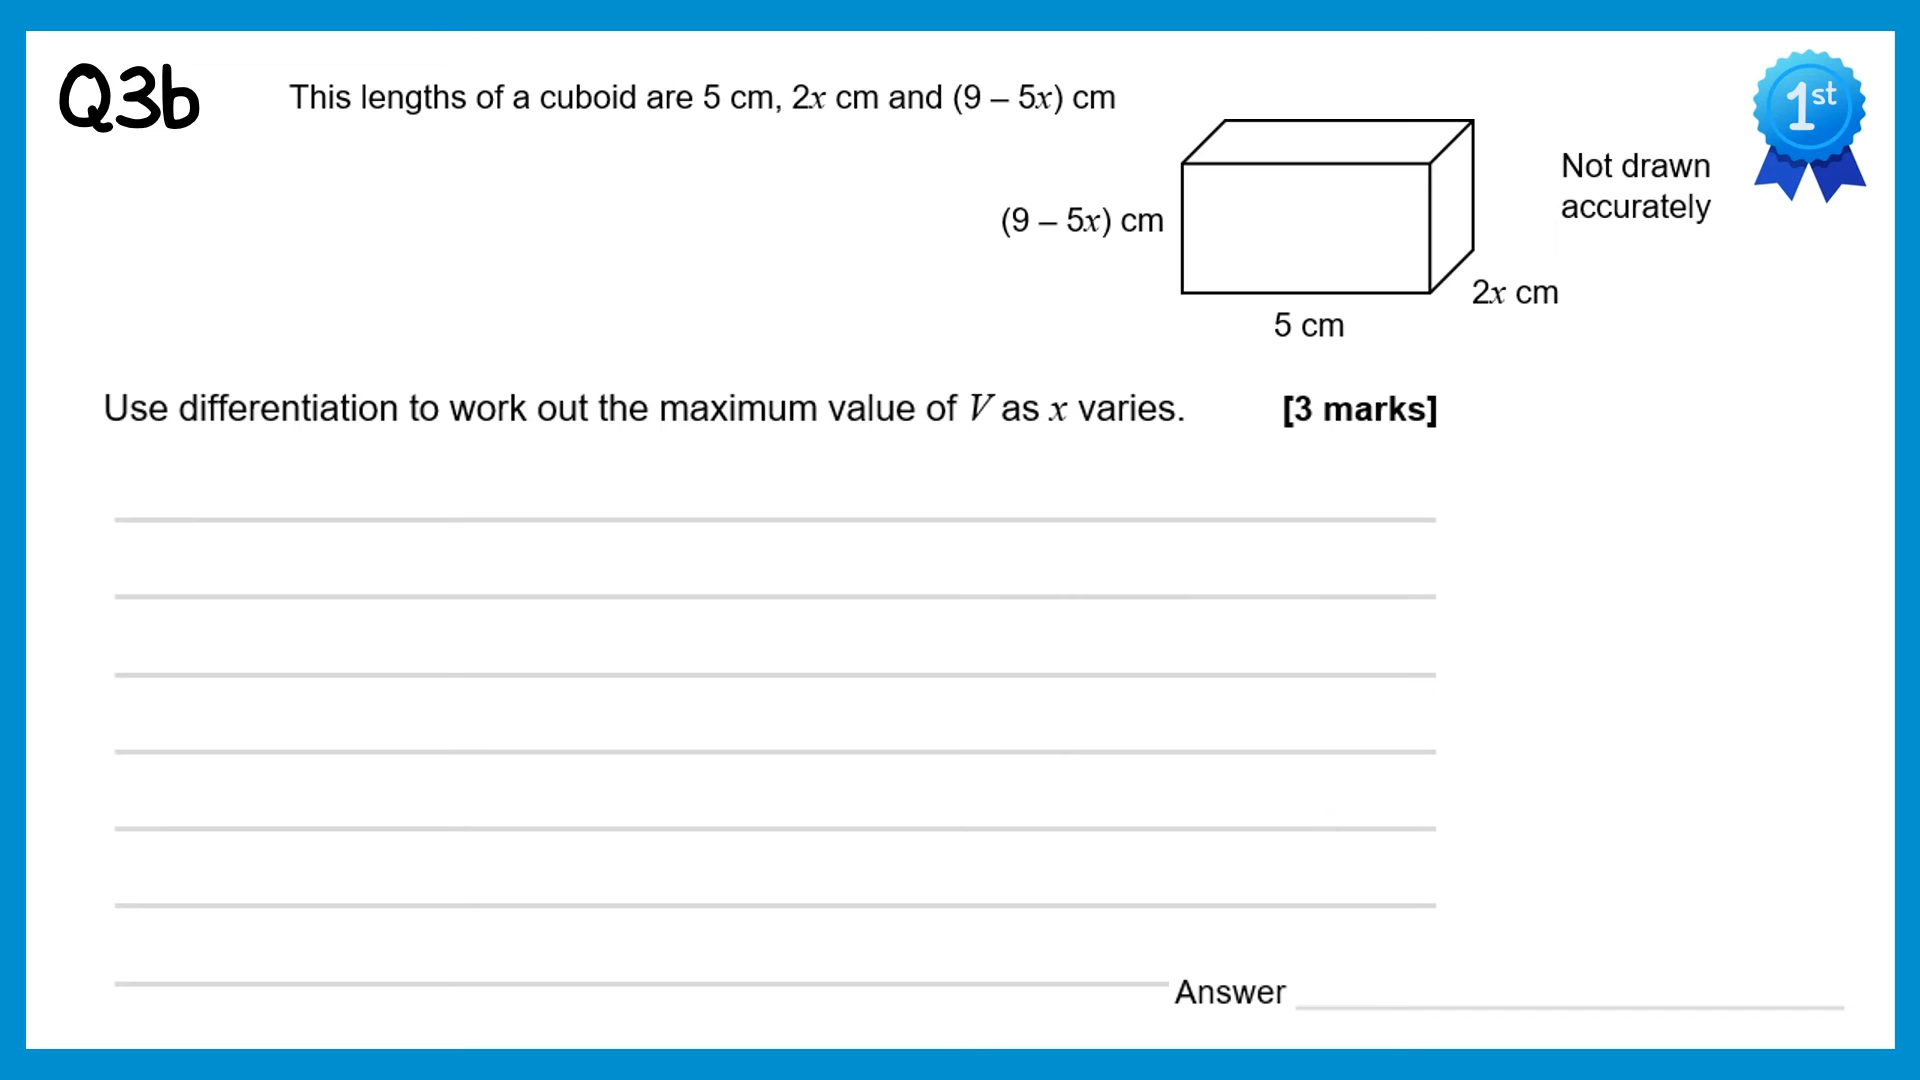 Q3b
This lengths of a cuboid are 5 cm, 2x cm and (9 – 5x) cm
1st
Not drawn
accurately
(9 – 5x) cm
2x cm
5 cm
Use differentiation to work out the maximum value of V as x varies. [3 marks]
Answer